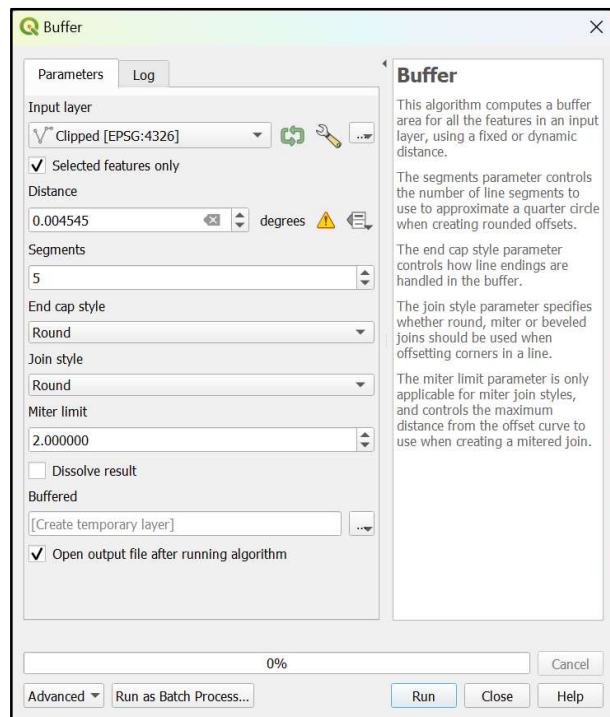 Buffer
Parameters
Log
Input layer
Clipped [EPSG:4326]
Selected features only
Distance
0.004545
degrees
Segments
5
End cap style
Round
Join style
Round
Miter limit
2.000000
Dissolve result
Buffered
[Create temporary layer]
...
Open output file after running algorithm
Buffer
This algorithm computes a buffer
area for all the features in an input
layer, using a fixed or dynamic
distance.
The segments parameter controls
the number of line segments to
use to approximate a quarter circle
when creating rounded offsets.
The end cap style parameter
controls how line endings are
handled in the buffer.
The join style parameter specifies
whether round, miter or beveled
joins should be used when
offsetting corners in a line.
The miter limit parameter is only
applicable for miter join styles,
and controls the maximum
distance from the offset curve to
use when creating a mitered join.
0%
Cancel
Advanced
Run as Batch Process...
Run
Close
Help